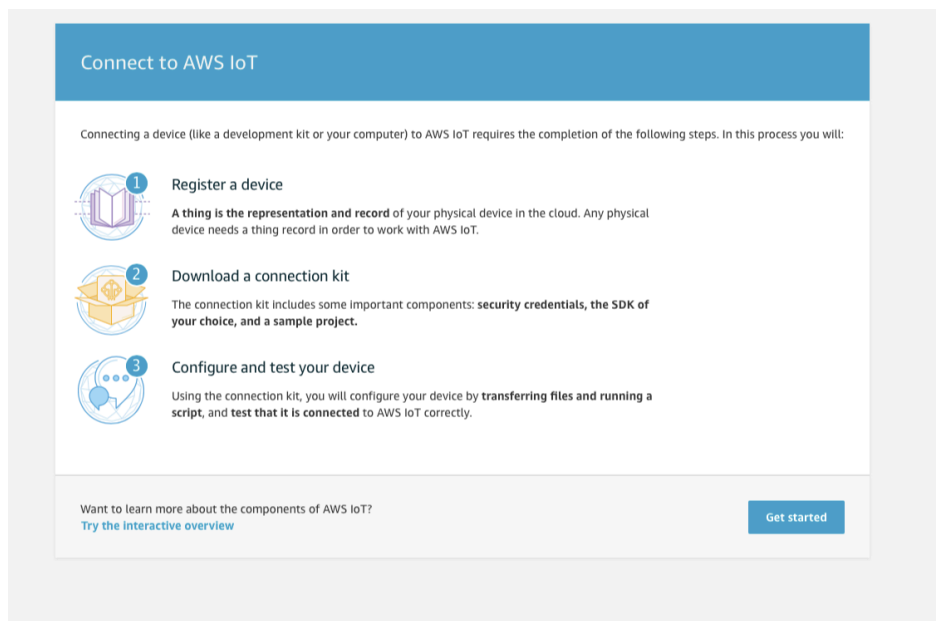 Connect to AWS IoT
Connecting a device (like a development kit or your computer) to AWS IoT requires the completion of the following steps. In this process you will:
1
Register a device
A thing is the representation and record of your physical device in the cloud. Any physical
device needs a thing record in order to work with AWS IoT.
2
Download a connection kit
The connection kit includes some important components: security credentials, the SDK of
your choice, and a sample project.
3
Configure and test your device
Using the connection kit, you will configure your device by transferring files and running a
script, and test that it is connected to AWS IoT correctly.
Want to learn more about the components of AWS IoT?
Try the interactive overview
Get started